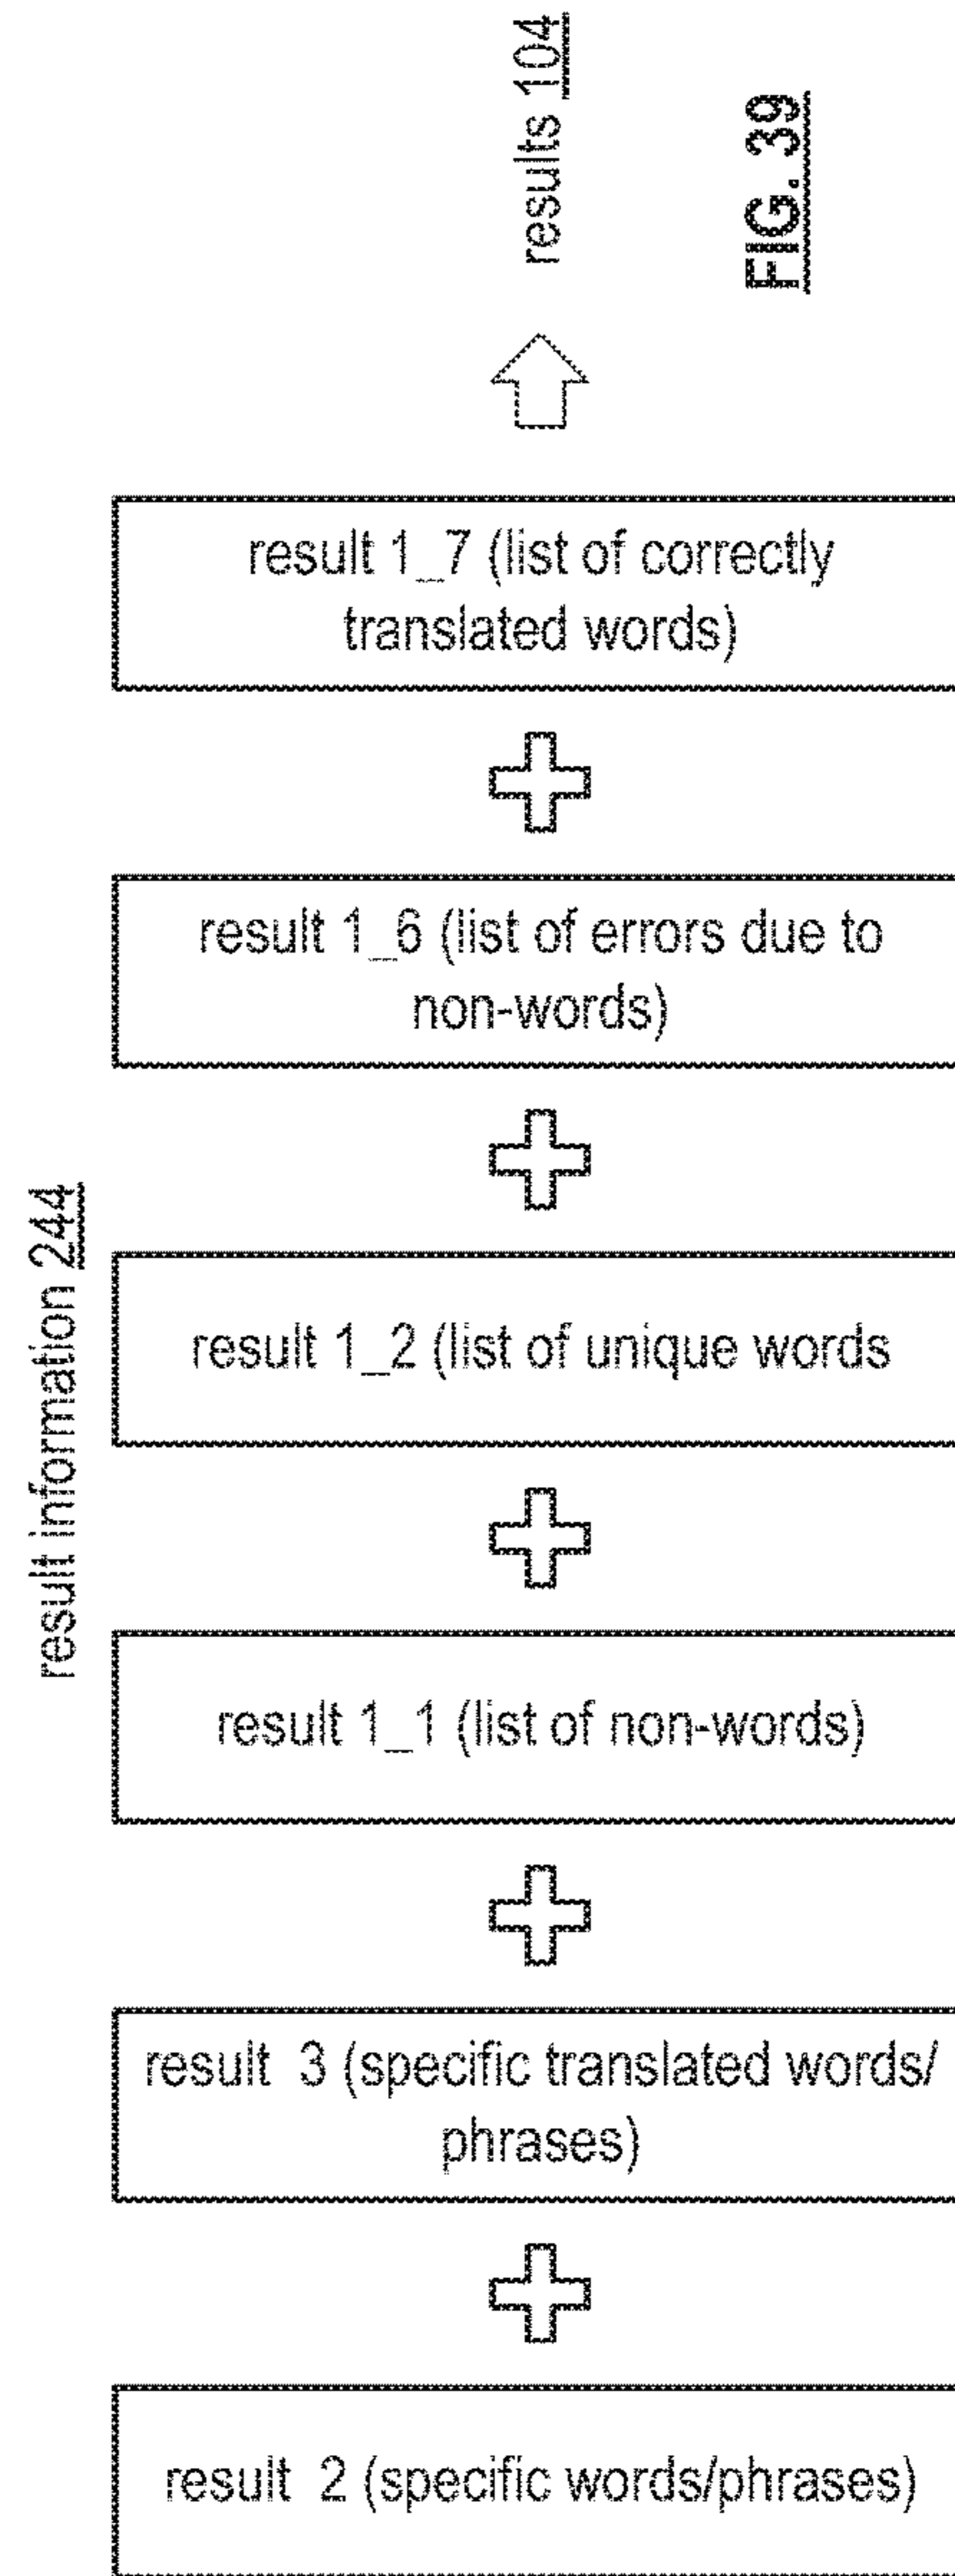 results 104
FIG. 39
result 1_7 (list of correctly
translated words)
result 1_6 (list of errors due to
non-words)
result information 244
result 1_2 (list of unique words
result 1_1 (list of non-words)
result 3 (specific translated words/
phrases)
result 2 (specific words/phrases)